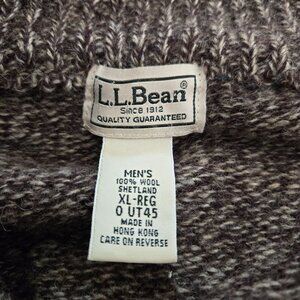 L.L.Bean®
Since 1912
QUALITY GUARANTEED
MEN'S
100% WOOL
SHETLAND
XL-REG
0 UT45
MADE IN
HONG KONG
CARE ON REVERSE